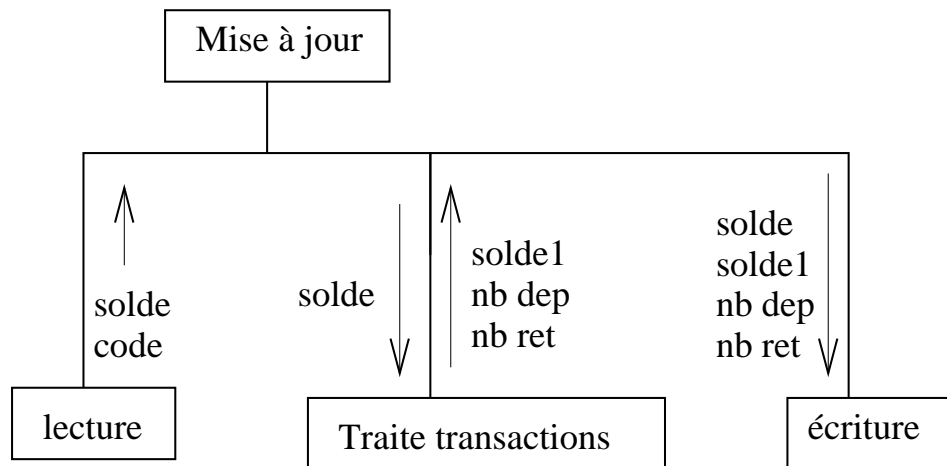 Mise à jour
solde
code
solde
solde1
nb dep
nb ret
solde
solde1
nb dep
nb ret
lecture
Traite transactions
écriture